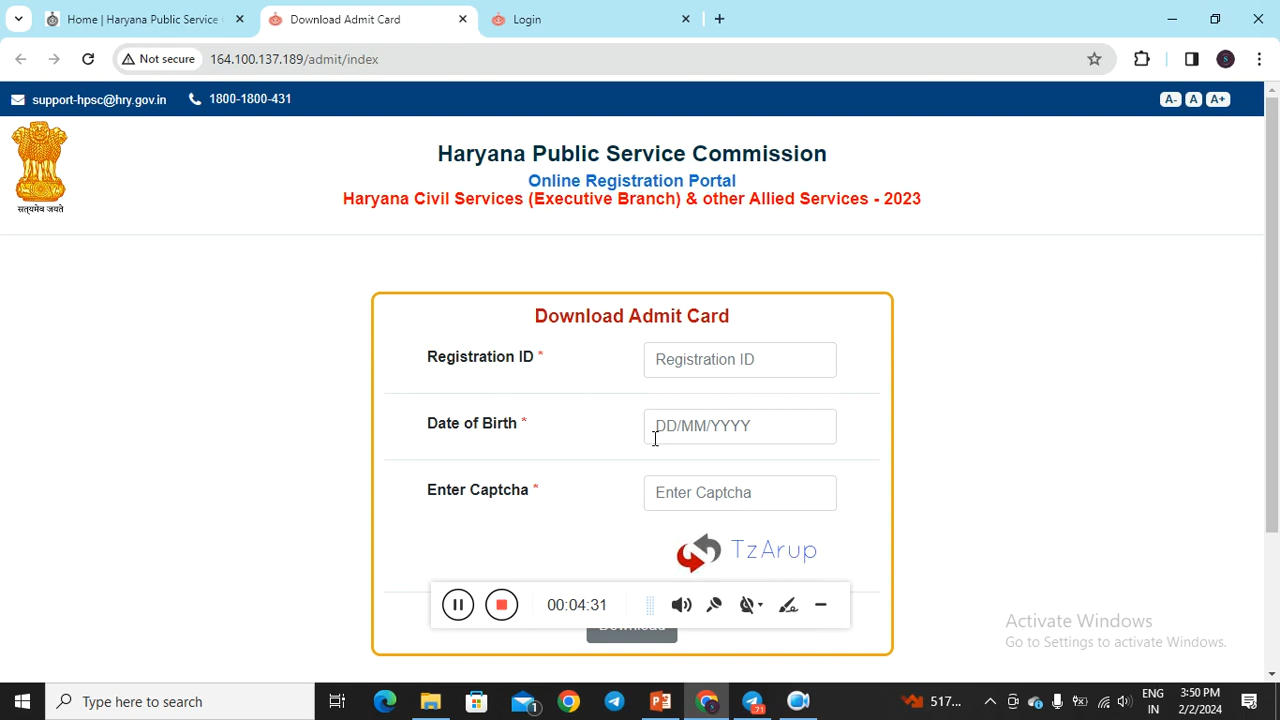 Home | Haryana Public Service
Download Admit Card
Login
Not secure
164.100.137.189/admit/index
support-hpsc@hry.gov.in
1800-1800-431
A-
A
A+
सत्यमेव जयते
Haryana Public Service Commission
Online Registration Portal
Haryana Civil Services (Executive Branch) & other Allied Services - 2023
Download Admit Card
Registration ID *
Registration ID
Date of Birth *
DD/MM/YYYY
Enter Captcha *
Enter Captcha
TzArup
00:04:31
Download
Activate Windows
Go to Settings to activate Windows.
Type here to search
1
71
517...
ENG
IN
3:50 PM
2/2/2024